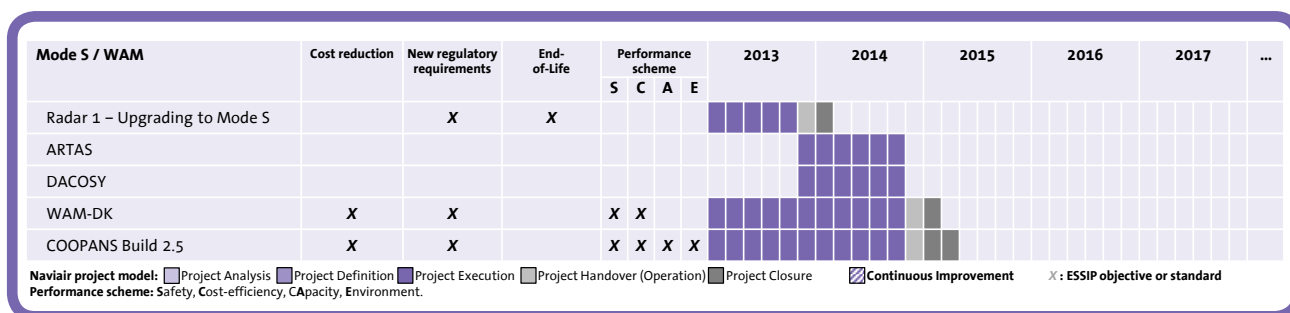 Mode S / WAM Cost reduction New regulatory requirements End-of-Life Performance scheme 2013 2014 2015 2016 2017 ...
S C A E
Radar 1 – Upgrading to Mode S X X
ARTAS
DACOSY
WAM-DK X X X X
COOPANS Build 2.5 X X X X X X
Naviair project model: Project Analysis Project Definition Project Execution Project Handover (Operation) Project Closure Continuous Improvement X : ESSIP objective or standard
Performance scheme: Safety, Cost-efficiency, CApacity, Environment.